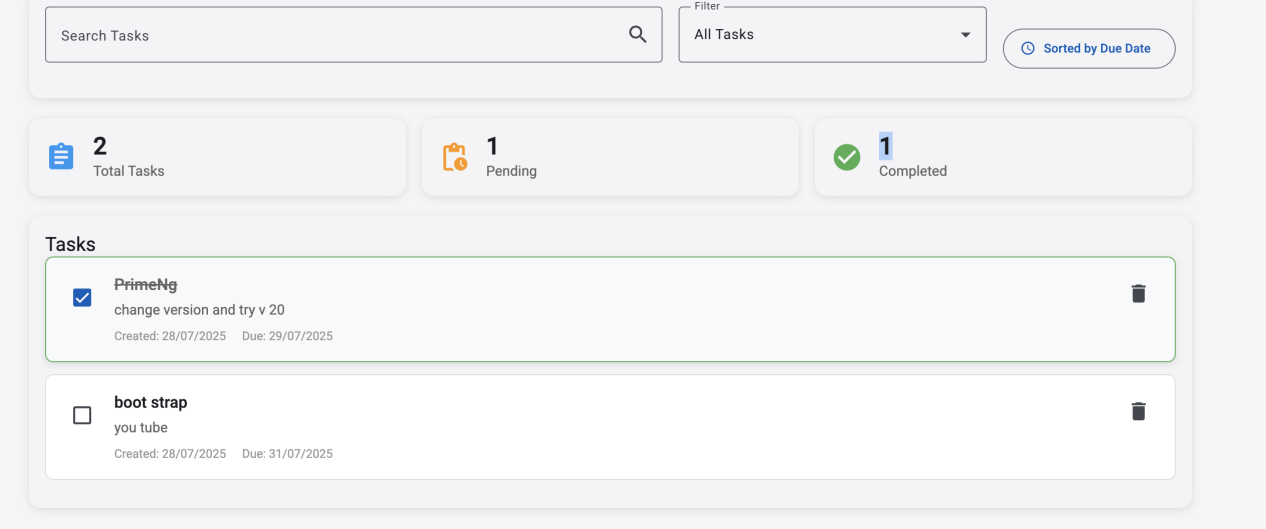 Filter
Search Tasks
All Tasks
Sorted by Due Date
2
Total Tasks
1
Pending
1
Completed
Tasks
PrimeNg
change version and try v 20
Created: 28/07/2025 Due: 29/07/2025
boot strap
you tube
Created: 28/07/2025 Due: 31/07/2025